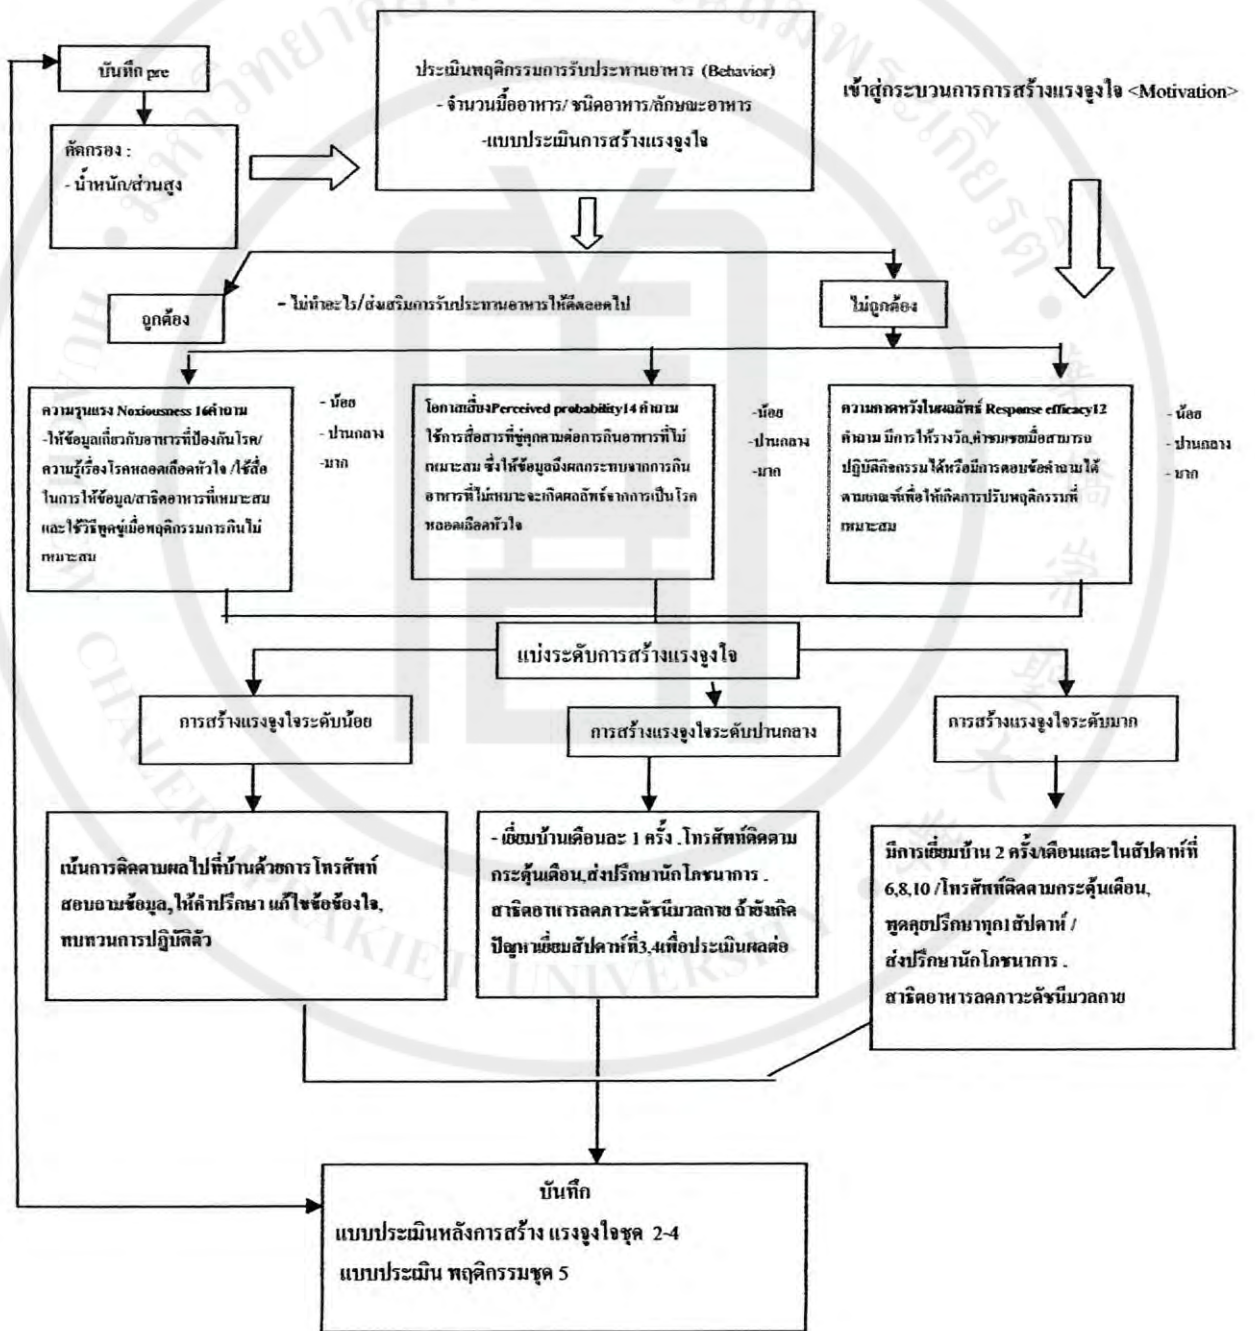 บันทึก pre
คัดกรอง :
- น้ำหนัก/ส่วนสูง
ประเมินพฤติกรรมการรับประทานอาหาร (Behavior)
- จำนวนมื้ออาหาร/ ชนิดอาหาร/ลักษณะอาหาร
-แบบประเมินการสร้างแรงจูงใจ
เข้าสู่กระบวนการการสร้างแรงจูงใจ <Motivation>
ถูกต้อง
- ไม่ทำอะไร/ส่งเสริมการรับประทานอาหารให้ดีตลอดไป
ไม่ถูกต้อง
ความรุนแรง Noxiousness 16คำถาม
-ให้ข้อมูลเกี่ยวกับอาหารที่ป้องกันโรค/
ความรู้เรื่องโรคหลอดเลือดหัวใจ /ใช้สื่อ
ในการให้ข้อมูล/สาธิตอาหารที่เหมาะสม
และใช้วิธีพูดขู่เมื่อพฤติกรรมการกินไม่
เหมาะสม
- น้อย
- ปานกลาง
-มาก
โอกาสเสี่ยงPerceived probability14 คำถาม
ใช้การสื่อสารที่ขู่คุกคามต่อการกินอาหารที่ไม่
เหมาะสม ซึ่งให้ข้อมูลถึงผลกระทบจากการกิน
อาหารที่ไม่เหมาะจะเกิดผลลัพธ์จากการเป็นโรค
หลอดเลือดหัวใจ
-น้อย
-ปานกลาง
-มาก
ความคาดหวังในผลลัพธ์ Response efficacy12
คำถาม มีการให้รางวัล,คำชมเชยเมื่อสามารถ
ปฏิบัติกิจกรรมได้หรือมีการตอบข้อคำถามได้
ตามเกณฑ์เพื่อให้เกิดการปรับพฤติกรรมที่
เหมาะสม
- น้อย
- ปานกลาง
- มาก
แบ่งระดับการสร้างแรงจูงใจ
การสร้างแรงจูงใจระดับน้อย
การสร้างแรงจูงใจระดับปานกลาง
การสร้างแรงจูงใจระดับมาก
เน้นการติดตามผลไปที่บ้านด้วยการโทรศัพท์
สอบถามข้อมูล,ให้คำปรึกษา แก้ไขข้อข้องใจ,
ทบทวนการปฏิบัติตัว
- เยี่ยมบ้านเดือนละ 1 ครั้ง .โทรศัพท์ติดตาม
กระตุ้นเตือน,ส่งปรึกษานักโภชนาการ .
สาธิตอาหารลดภาวะดัชนีมวลกาย ถ้ายังเกิด
ปัญหาเยี่ยมสัปดาห์ที่3,4เพื่อประเมินผลต่อ
มีการเยี่ยมบ้าน 2 ครั้ง/เดือนและในสัปดาห์ที่
6,8,10 /โทรศัพท์ติดตามกระตุ้นเตือน,
พูดคุยปรึกษาทุก1สัปดาห์ /
ส่งปรึกษานักโภชนาการ .
สาธิตอาหารลดภาวะดัชนีมวลกาย
บันทึก
แบบประเมินหลังการสร้าง แรงจูงใจชุด 2-4
แบบประเมิน พฤติกรรมชุด 5
CHALERMPRAKIET UNIVERSITY